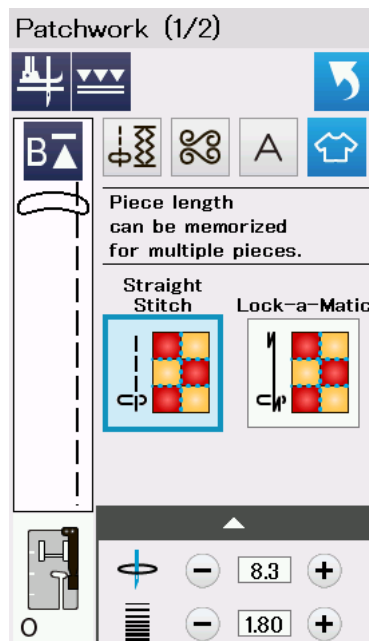 Patchwork (1/2)
B
A
Piece length
can be memorized
for multiple pieces.
Straight
Stitch
Lock-a-Matic
8.3
1.80
O